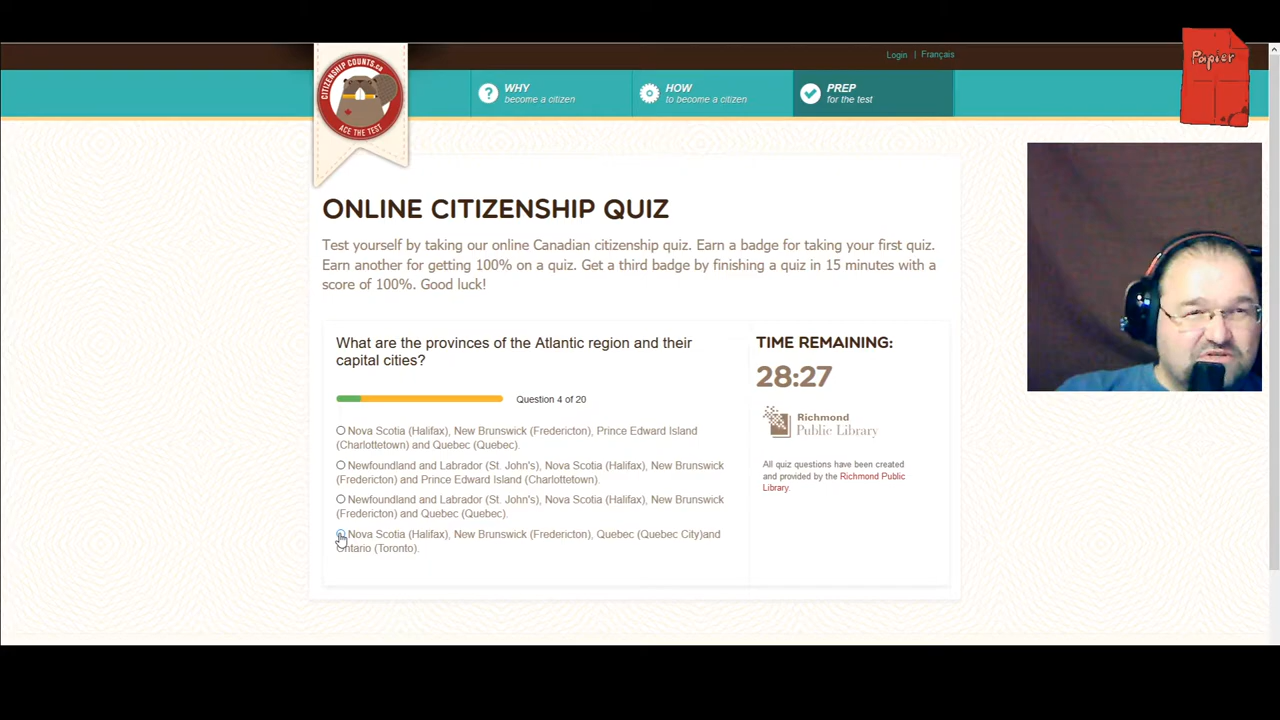 Login | Français
Papier
CITIZENSHIP COUNTS.ca
ACE THE TEST
WHY
become a citizen
HOW
to become a citizen
PREP
for the test
ONLINE CITIZENSHIP QUIZ
Test yourself by taking our online Canadian citizenship quiz. Earn a badge for taking your first quiz.
Earn another for getting 100% on a quiz. Get a third badge by finishing a quiz in 15 minutes with a
score of 100%. Good luck!
What are the provinces of the Atlantic region and their
capital cities?
Question 4 of 20
Nova Scotia (Halifax), New Brunswick (Fredericton), Prince Edward Island
(Charlottetown) and Quebec (Quebec).
Newfoundland and Labrador (St. John's), Nova Scotia (Halifax), New Brunswick
(Fredericton) and Prince Edward Island (Charlottetown).
Newfoundland and Labrador (St. John's), Nova Scotia (Halifax), New Brunswick
(Fredericton) and Quebec (Quebec).
Nova Scotia (Halifax), New Brunswick (Fredericton), Quebec (Quebec City)and
Ontario (Toronto).
TIME REMAINING:
28:27
Richmond
Public Library
All quiz questions have been created
and provided by the Richmond Public
Library.